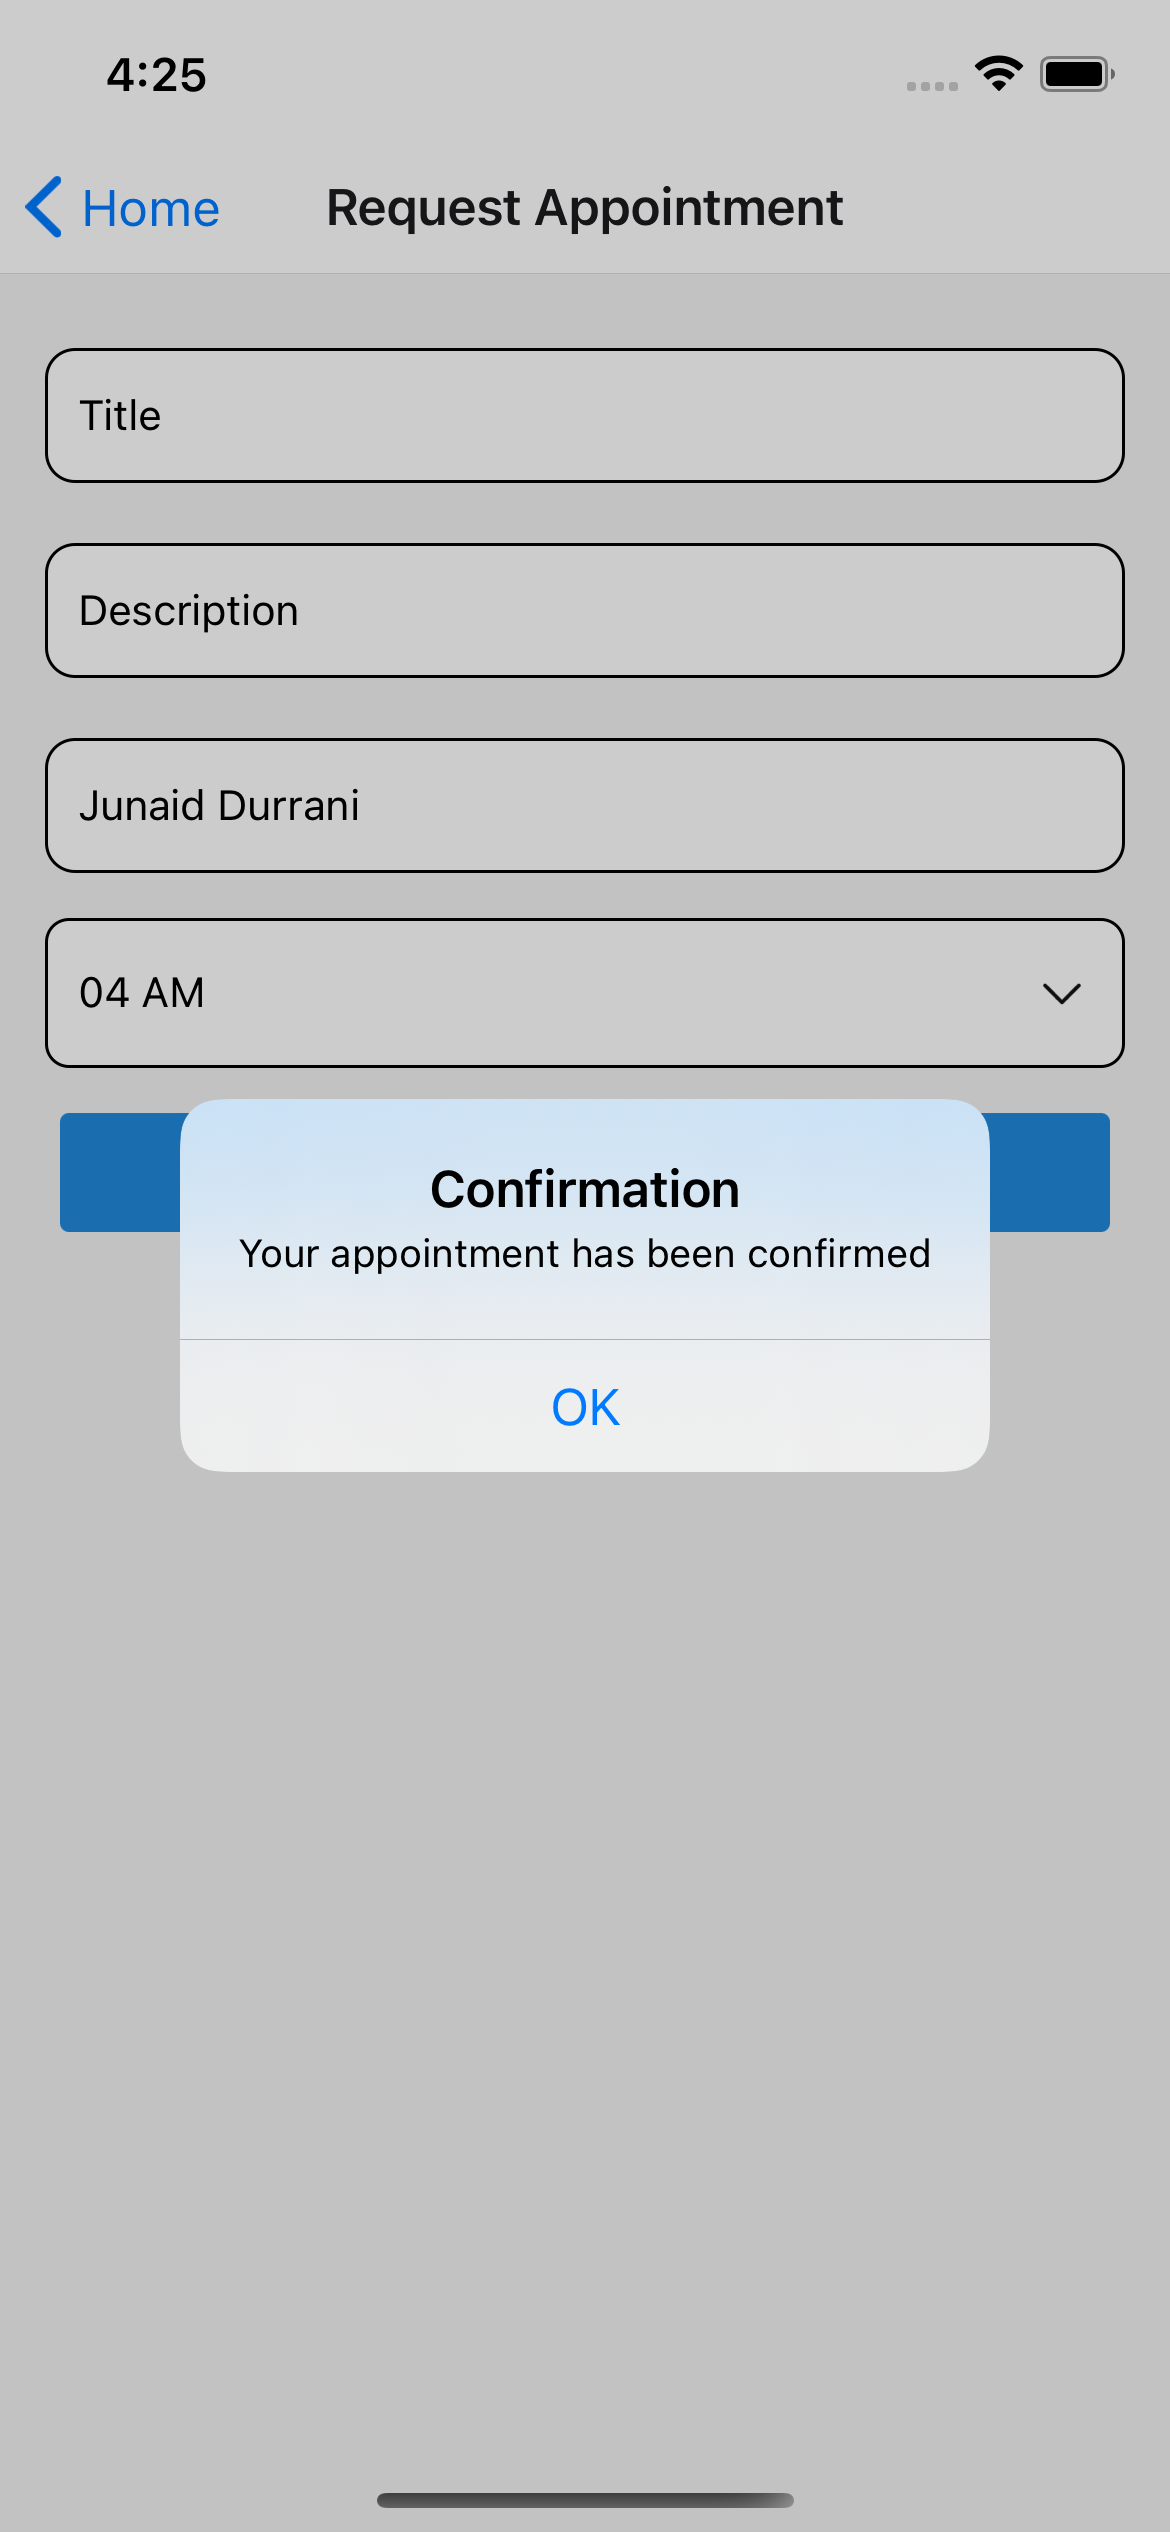 4:25
Home
Request Appointment
Title
Description
Junaid Durrani
04 AM
Confirmation
Your appointment has been confirmed
OK